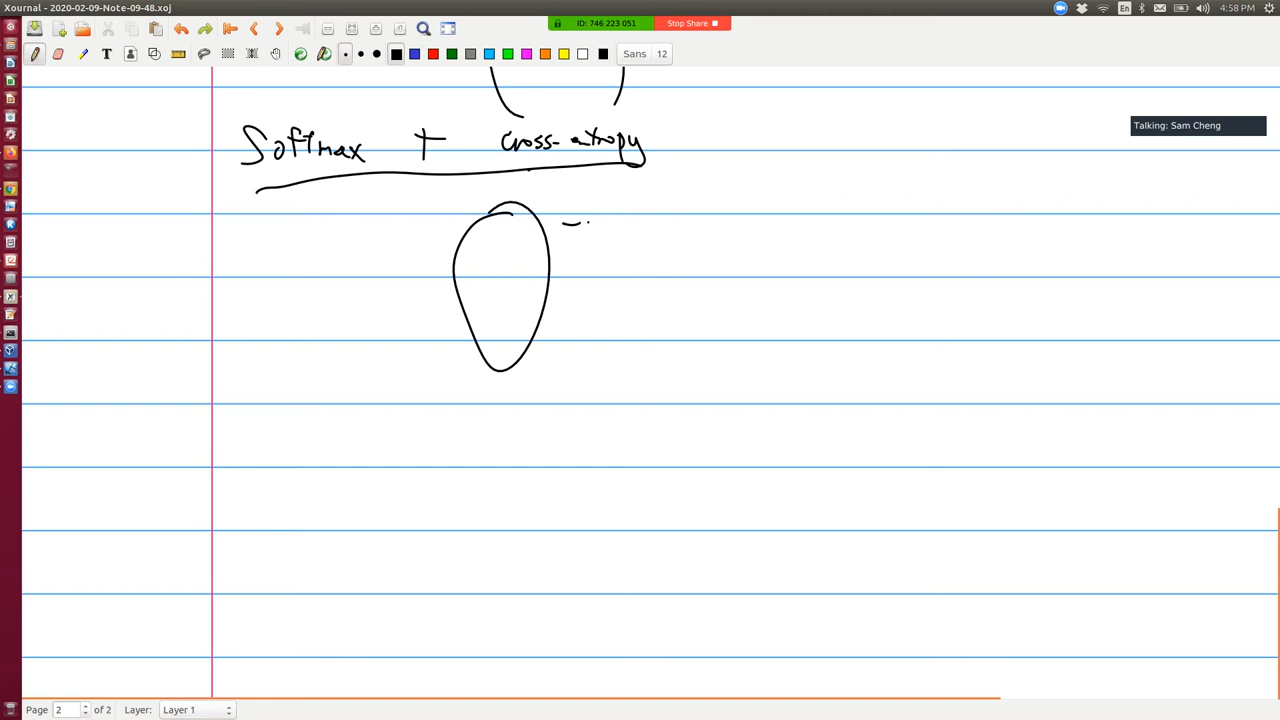 Xournal - 2020-02-09-Note-09-48.xoj
En
4:58 PM
ID: 746 223 051
Stop Share
T
Sans 12
Talking: Sam Cheng
Softmax + cross-entropy
Page 2 of 2 Layer: Layer 1